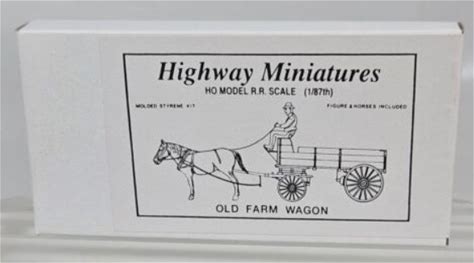 Highway Miniatures
HO MODEL R.R. SCALE (1/87th)
MOLDED STYRENE KIT FIGURE & HORSES INCLUDED
OLD FARM WAGON